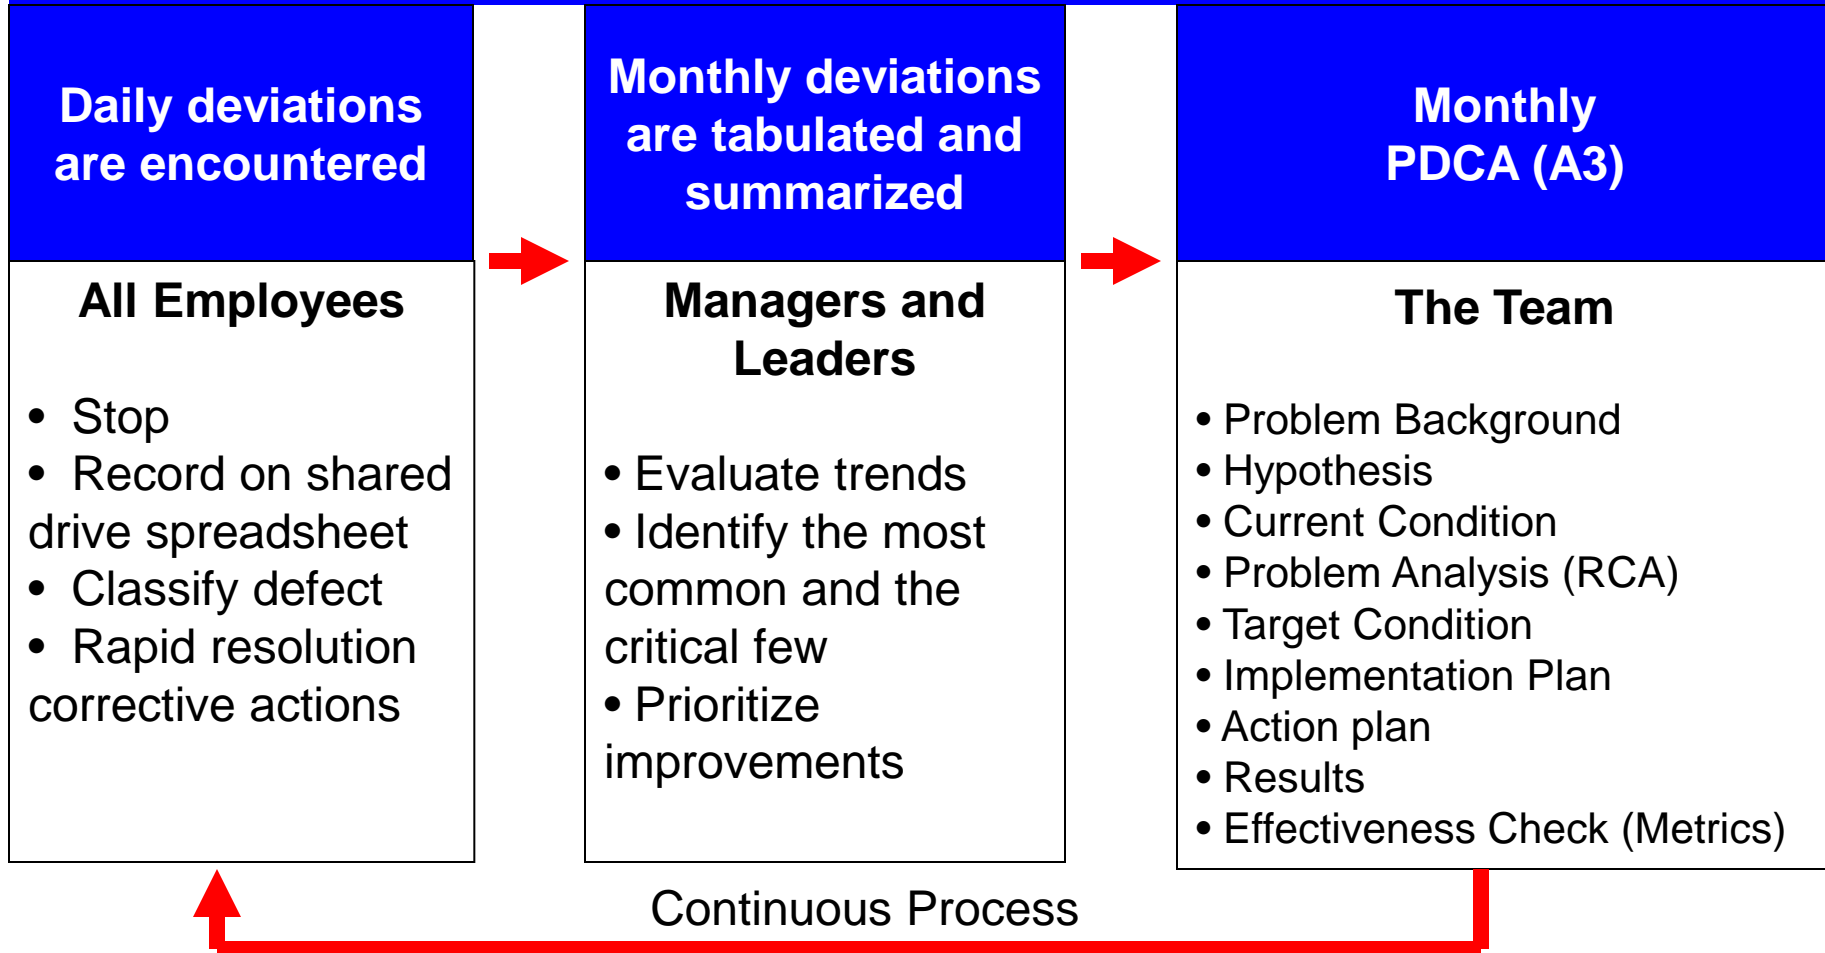 Daily deviations
are encountered
All Employees
• Stop
• Record on shared
drive spreadsheet
• Classify defect
• Rapid resolution
corrective actions
Monthly deviations
are tabulated and
summarized
Managers and
Leaders
• Evaluate trends
• Identify the most
common and the
critical few
• Prioritize
improvements
Monthly
PDCA (A3)
The Team
• Problem Background
• Hypothesis
• Current Condition
• Problem Analysis (RCA)
• Target Condition
• Implementation Plan
• Action plan
• Results
• Effectiveness Check (Metrics)
Continuous Process